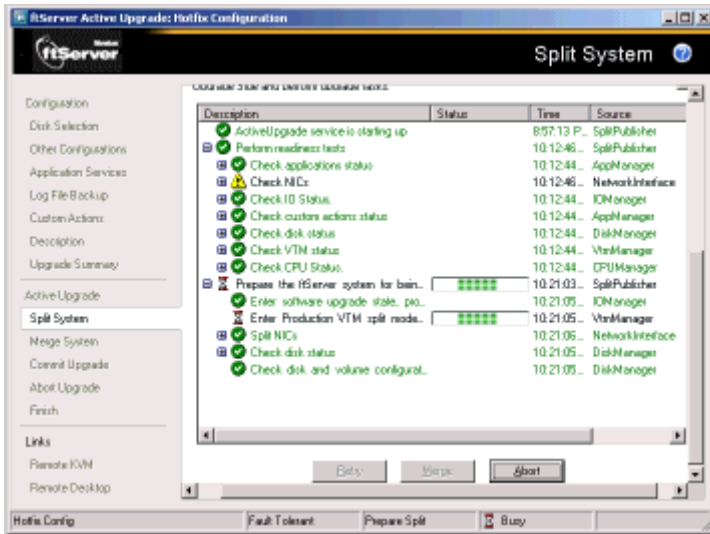 ftServer Active Upgrade: Hotfix Configuration
Stratus
ftServer
Split System
Upgrade Side and perform upgrade tasks.
Configuration
Disk Selection
Other Configurations
Application Services
Log File Backup
Custom Actions
Description
Upgrade Summary
Active Upgrade
Split System
Merge System
Commit Upgrade
Abort Upgrade
Finish
Links
Remote KVM
Remote Desktop
Description Status Time Source
ActiveUpgrade service is starting up 8:57:13 P... SplitPublisher
Perform readiness tests 10:12:46... SplitPublisher
Check applications status 10:12:44... AppManager
Check NICs 10:12:46... NetworkInterface
Check IO Status. 10:12:44... IOManager
Check custom actions status 10:12:44... AppManager
Check disk status 10:12:44... DiskManager
Check VTM status 10:12:44... VtmManager
Check CPU Status. 10:12:44... CPUManager
Prepare the ftServer system for bein... 10:21:03... SplitPublisher
Enter software upgrade state, pro... 10:21:05... IOManager
Enter Production VTM split mode... 10:21:05... VtmManager
Split NICs 10:21:06... NetworkInterface
Check disk status 10:21:05... DiskManager
Check disk and volume configurat... 10:21:05... DiskManager
Retry Merge Abort
Hotfix Config Fault Tolerant Prepare Split Busy